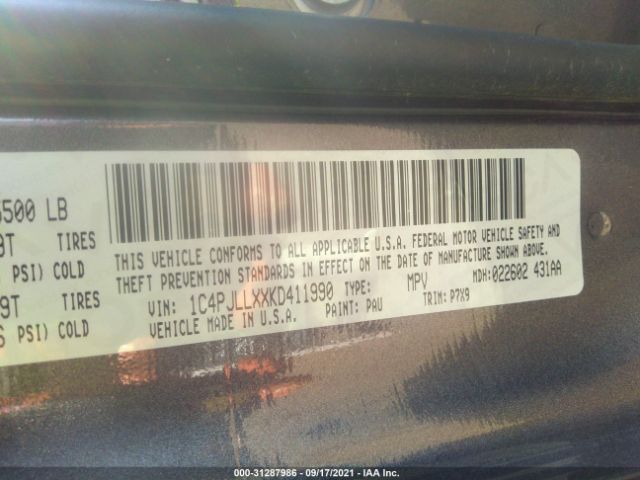 500 LB
TIRES
PSI) COLD
TIRES
PSI) COLD
THIS VEHICLE CONFORMS TO ALL APPLICABLE U.S.A. FEDERAL MOTOR VEHICLE SAFETY AND
THEFT PREVENTION STANDARDS IN EFFECT ON THE DATE OF MANUFACTURE SHOWN ABOVE.
VIN: 1C4PJLLXXKD411990 TYPE: MPV MDH:022602 431AA
VEHICLE MADE IN U.S.A. PAINT: PAU TRIM: P7X9
000-31287986 - 09/17/2021 - IAA Inc.